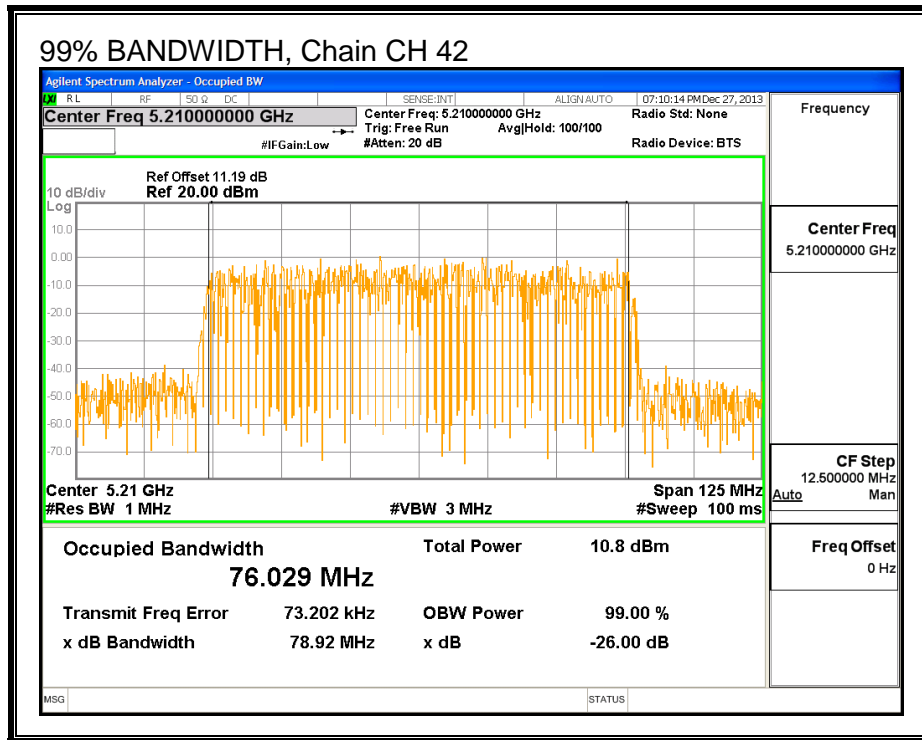 99% BANDWIDTH, Chain CH 42
Agilent Spectrum Analyzer - Occupied BW
LXI RL RF 50 Ω DC SENSE:INT ALIGN AUTO 07:10:14 PM Dec 27, 2013
Center Freq 5.210000000 GHz
Center Freq: 5.210000000 GHz
Radio Std: None
Trig: Free Run Avg|Hold: 100/100
#IFGain:Low #Atten: 20 dB Radio Device: BTS
Ref Offset 11.19 dB
10 dB/div Ref 20.00 dBm
Log
10.0
0.00
-10.0
-20.0
-30.0
-40.0
-50.0
-60.0
-70.0
Center 5.21 GHz Span 125 MHz
#Res BW 1 MHz #VBW 3 MHz #Sweep 100 ms
Occupied Bandwidth Total Power 10.8 dBm
76.029 MHz
Transmit Freq Error 73.202 kHz OBW Power 99.00 %
x dB Bandwidth 78.92 MHz x dB -26.00 dB
MSG STATUS
Frequency
Center Freq
5.210000000 GHz
CF Step
12.500000 MHz
Auto Man
Freq Offset
0 Hz